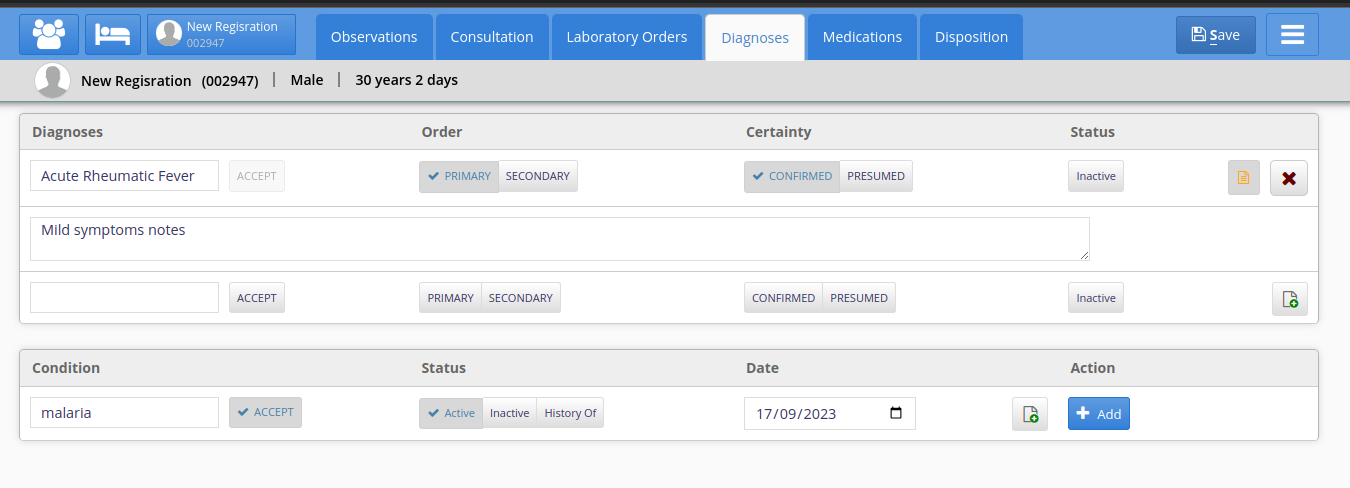 New Regisration
002947
Observations
Consultation
Laboratory Orders
Diagnoses
Medications
Disposition
Save
New Regisration (002947) | Male | 30 years 2 days
Diagnoses Order Certainty Status
Acute Rheumatic Fever ACCEPT PRIMARY SECONDARY CONFIRMED PRESUMED Inactive
Mild symptoms notes
ACCEPT PRIMARY SECONDARY CONFIRMED PRESUMED Inactive
Condition Status Date Action
malaria ACCEPT Active Inactive History Of 17/09/2023 Add